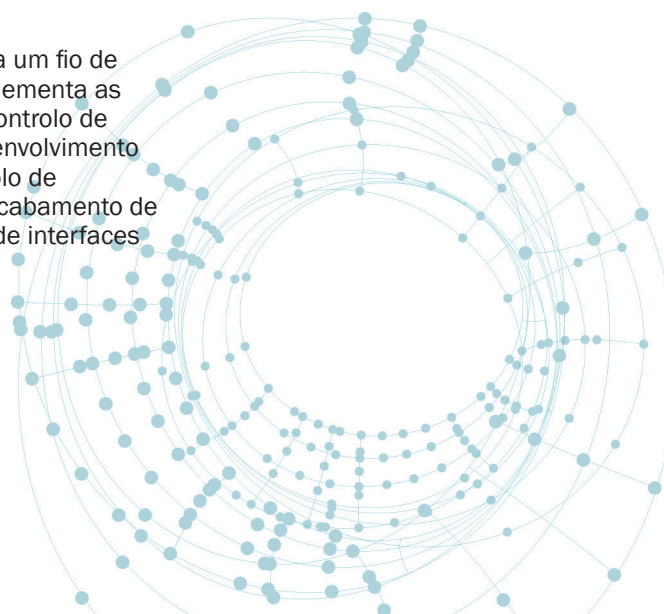 a um fio de
ementa as
ontrolo de
envolvimento
olo de
cabamento de
de interfaces